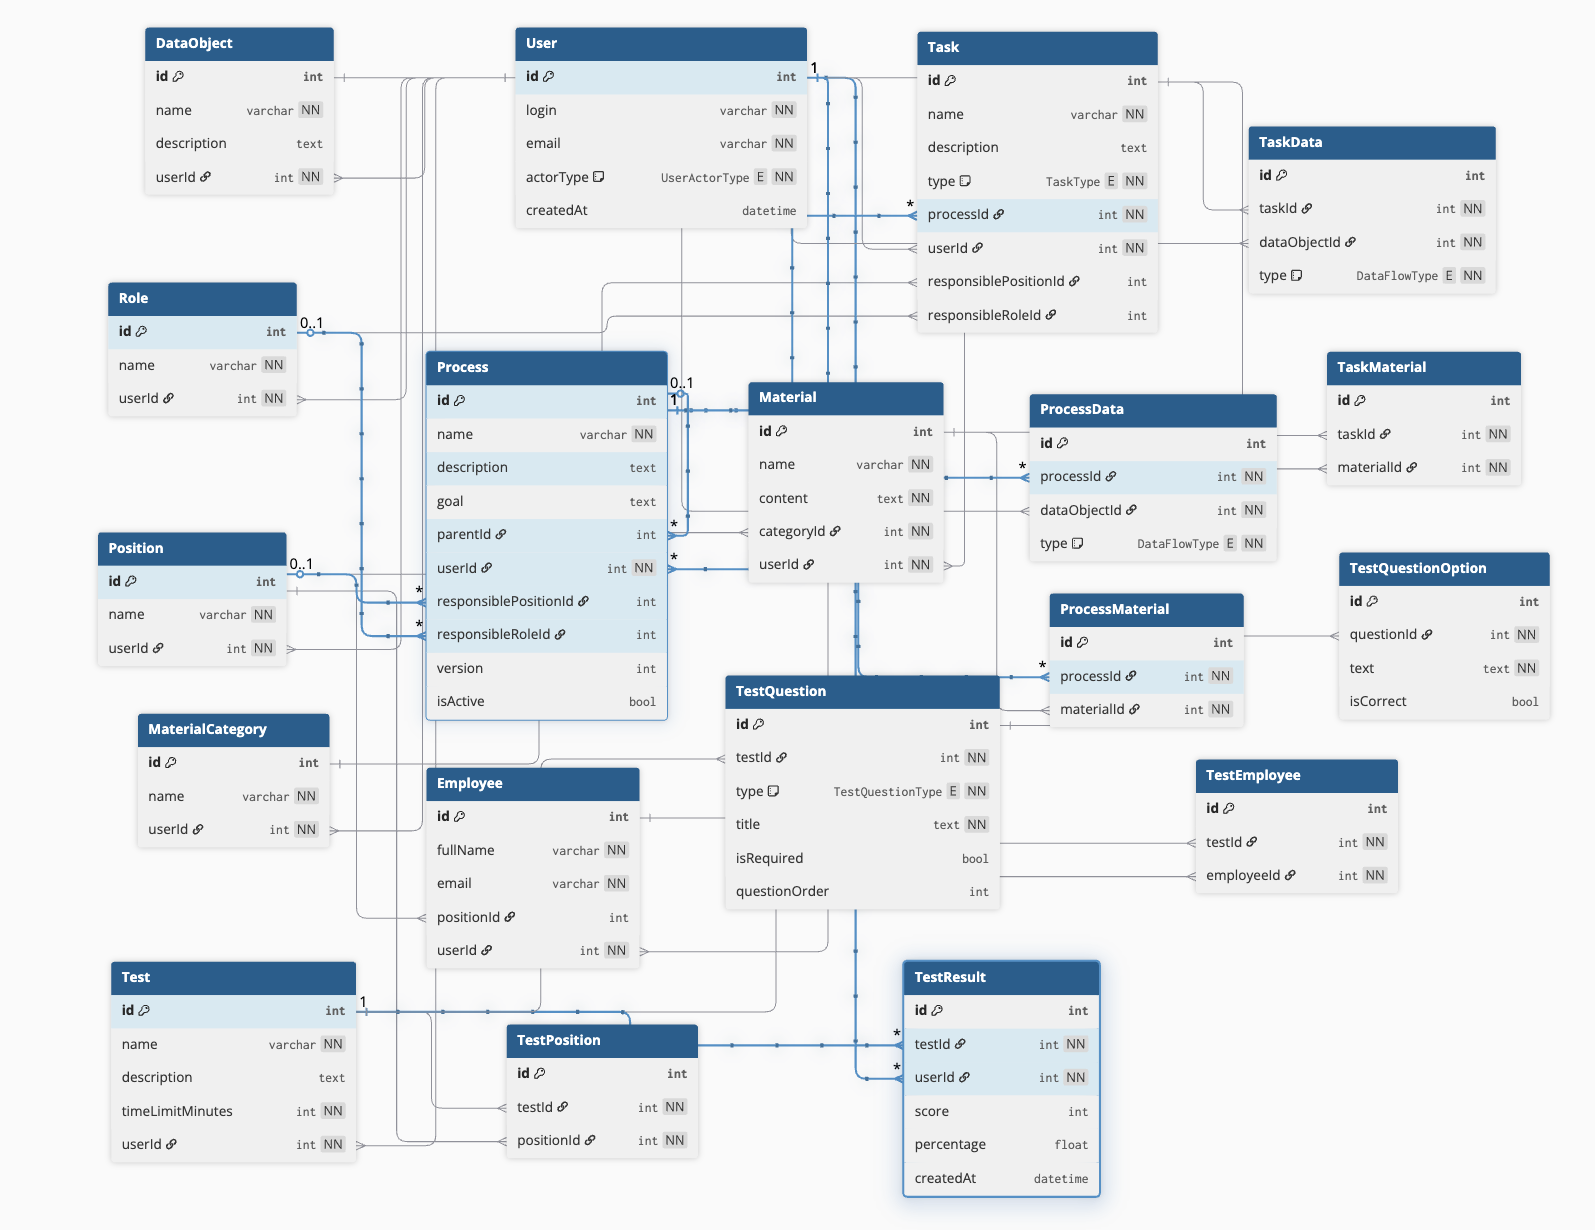 DataObject
id int
name varchar NN
description text
userId int NN
User
id int
login varchar NN
email varchar NN
actorType UserActorType E NN
createdAt datetime
1
Task
id int
name varchar NN
description text
type TaskType E NN
* processId int NN
userId int NN
responsiblePositionId int
responsibleRoleId int
TaskData
id int
taskId int NN
dataObjectId int NN
type DataFlowType E NN
Role
id int 0..1
name varchar NN
userId int NN
Process
id int
name varchar NN
description text
goal text
parentId int
userId int NN
responsiblePositionId int
responsibleRoleId int
version int
isActive bool
0..1
1
*
*
*
*
Material
id int
name varchar NN
content text NN
categoryId int NN
userId int NN
ProcessData
id int
* processId int NN
dataObjectId int NN
type DataFlowType E NN
TaskMaterial
id int
taskId int NN
materialId int NN
Position
id int 0..1
name varchar NN
userId int NN
ProcessMaterial
id int
* processId int NN
materialId int NN
TestQuestionOption
id int
questionId int NN
text text NN
isCorrect bool
MaterialCategory
id int
name varchar NN
userId int NN
Employee
id int
fullName varchar NN
email varchar NN
positionId int
userId int NN
TestQuestion
id int
testId int NN
type TestQuestionType E NN
title text NN
isRequired bool
questionOrder int
TestEmployee
id int
testId int NN
employeeId int NN
Test
id int 1
name varchar NN
description text
timeLimitMinutes int NN
userId int NN
TestPosition
id int
testId int NN
positionId int NN
TestResult
id int
* testId int NN
* userId int NN
score int
percentage float
createdAt datetime